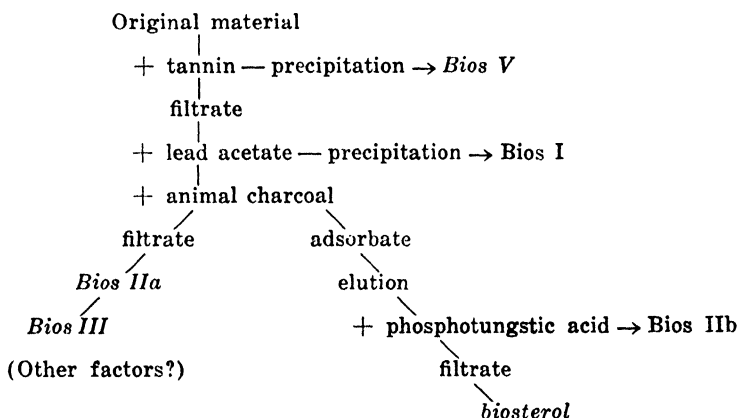 Original material
+ tannin — precipitation → Bios V
filtrate
+ lead acetate — precipitation → Bios I
+ animal charcoal
filtrate adsorbate
Bios IIa elution
Bios III + phosphotungstic acid → Bios IIb
(Other factors?) filtrate
biosterol